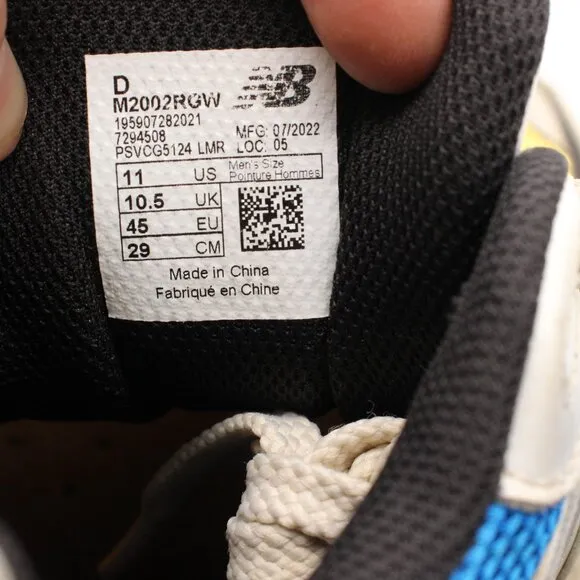 D
M2002RGW
NB
195907282021
7294508 MFG: 07/2022
PSVCG5124 LMR LOC. 05
11 US Men's Size
Pointure Hommes
10.5 UK
45 EU
29 CM
Made in China
Fabriqué en Chine